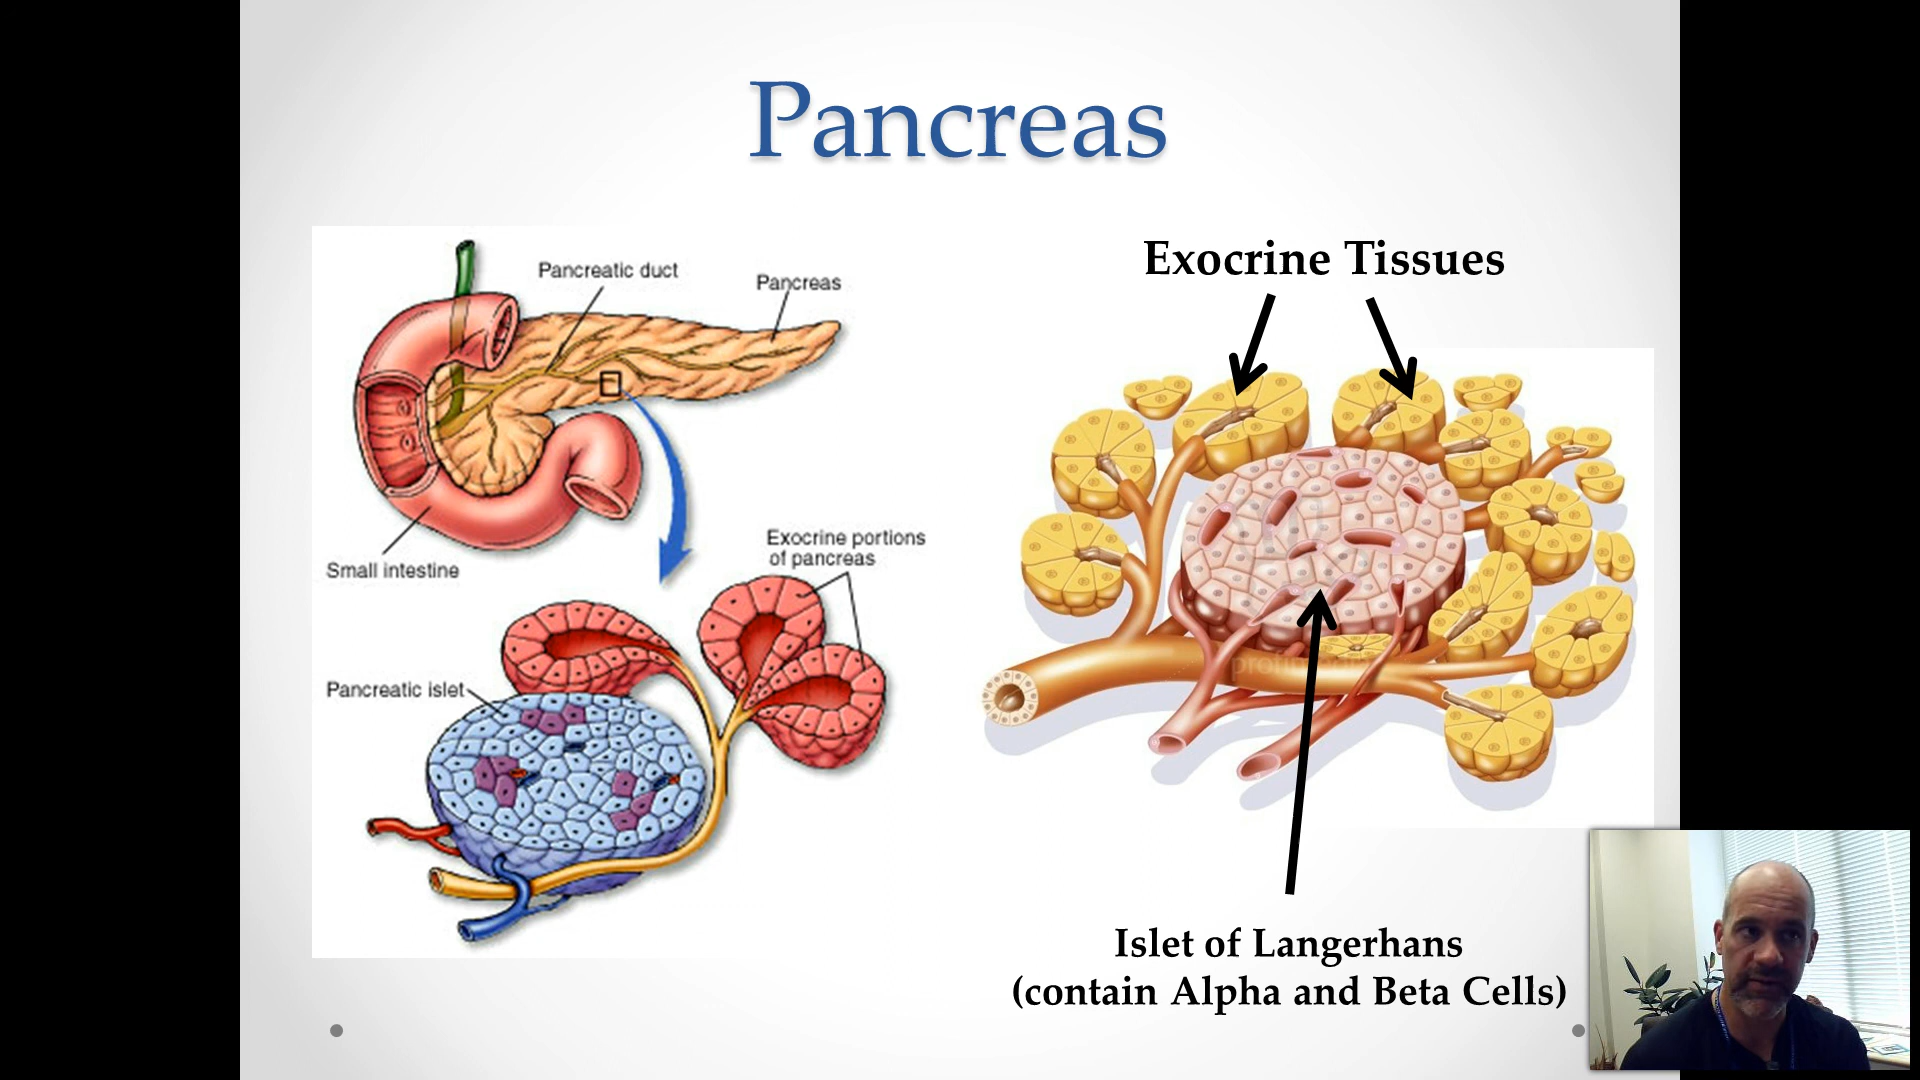 Pancreas
Pancreatic duct
Pancreas
Small intestine
Exocrine portions
of pancreas
Pancreatic islet
Exocrine Tissues
Islet of Langerhans
(contain Alpha and Beta Cells)